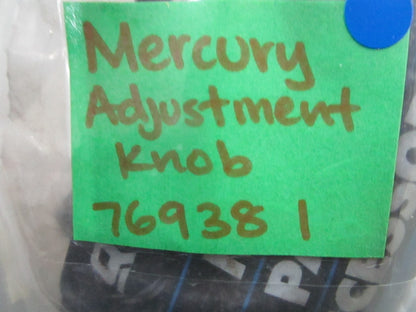 Mercury
Adjustment
Knob
76938 1